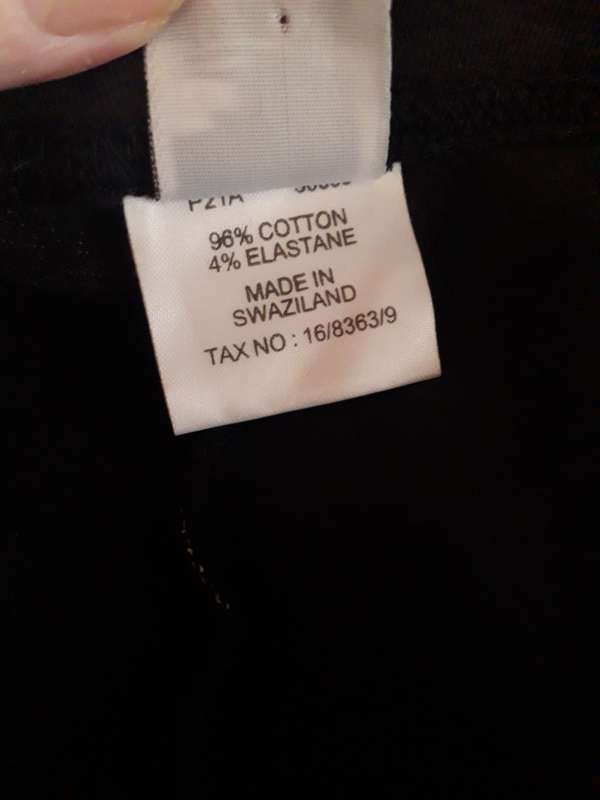 96% COTTON
4% ELASTANE
MADE IN
SWAZILAND
TAX NO : 16/8363/9